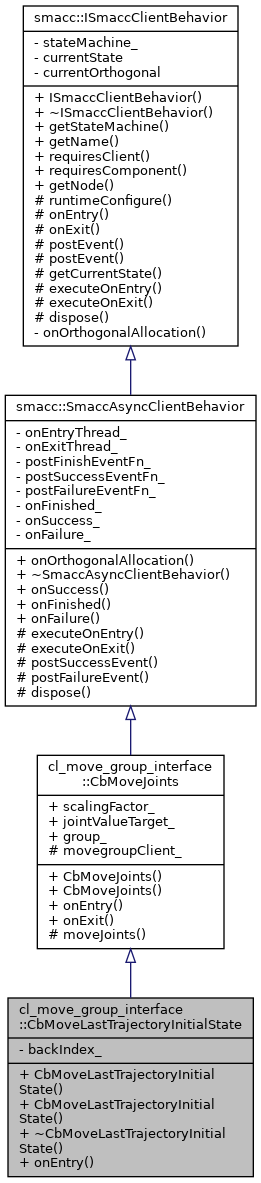 smacc::ISmaccClientBehavior
- stateMachine_
- currentState
- currentOrthogonal
+ ISmaccClientBehavior()
+ ~ISmaccClientBehavior()
+ getStateMachine()
+ getName()
+ requiresClient()
+ requiresComponent()
+ getNode()
# runtimeConfigure()
# onEntry()
# onExit()
# postEvent()
# postEvent()
# getCurrentState()
# executeOnEntry()
# executeOnExit()
# dispose()
- onOrthogonalAllocation()
smacc::SmaccAsyncClientBehavior
- onEntryThread_
- onExitThread_
- postFinishEventFn_
- postSuccessEventFn_
- postFailureEventFn_
- onFinished_
- onSuccess_
- onFailure_
+ onOrthogonalAllocation()
+ ~SmaccAsyncClientBehavior()
+ onSuccess()
+ onFinished()
+ onFailure()
# executeOnEntry()
# executeOnExit()
# postSuccessEvent()
# postFailureEvent()
# dispose()
cl_move_group_interface
::CbMoveJoints
+ scalingFactor_
+ jointValueTarget_
+ group_
# movegroupClient_
+ CbMoveJoints()
+ CbMoveJoints()
+ onEntry()
+ onExit()
# moveJoints()
cl_move_group_interface
::CbMoveLastTrajectoryInitialState
- backIndex_
+ CbMoveLastTrajectoryInitial
State()
+ CbMoveLastTrajectoryInitial
State()
+ ~CbMoveLastTrajectoryInitial
State()
+ onEntry()